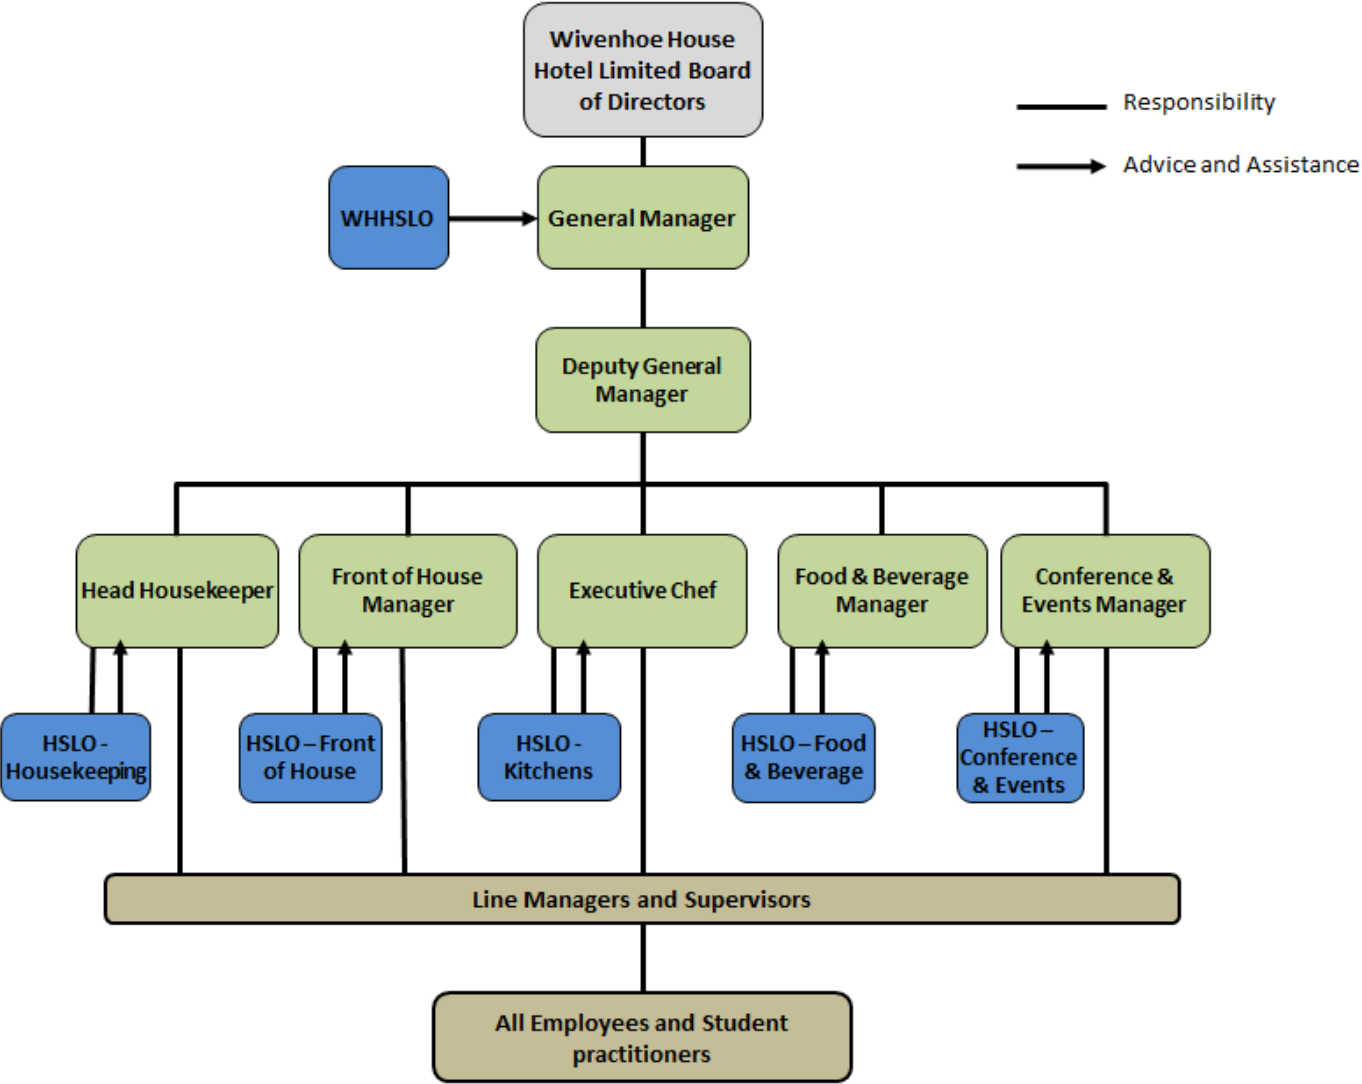 Wivenhoe House
Hotel Limited Board
of Directors
Responsibility
Advice and Assistance
WHHSLO
General Manager
Deputy General
Manager
Head Housekeeper
Front of House
Manager
Executive Chef
Food & Beverage
Manager
Conference &
Events Manager
HSLO -
Housekeeping
HSLO – Front
of House
HSLO -
Kitchens
HSLO – Food
& Beverage
HSLO –
Conference
& Events
Line Managers and Supervisors
All Employees and Student
practitioners